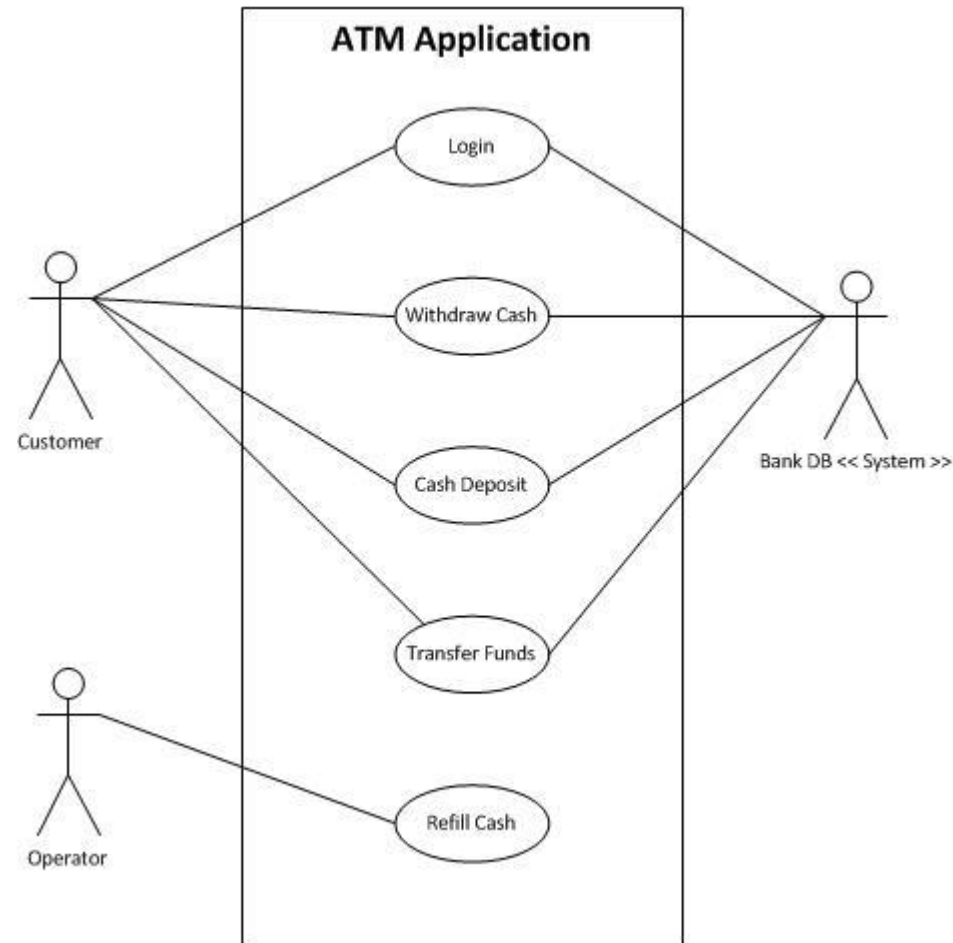 ATM Application
Login
Withdraw Cash
Customer
Bank DB << System >>
Cash Deposit
Transfer Funds
Refill Cash
Operator